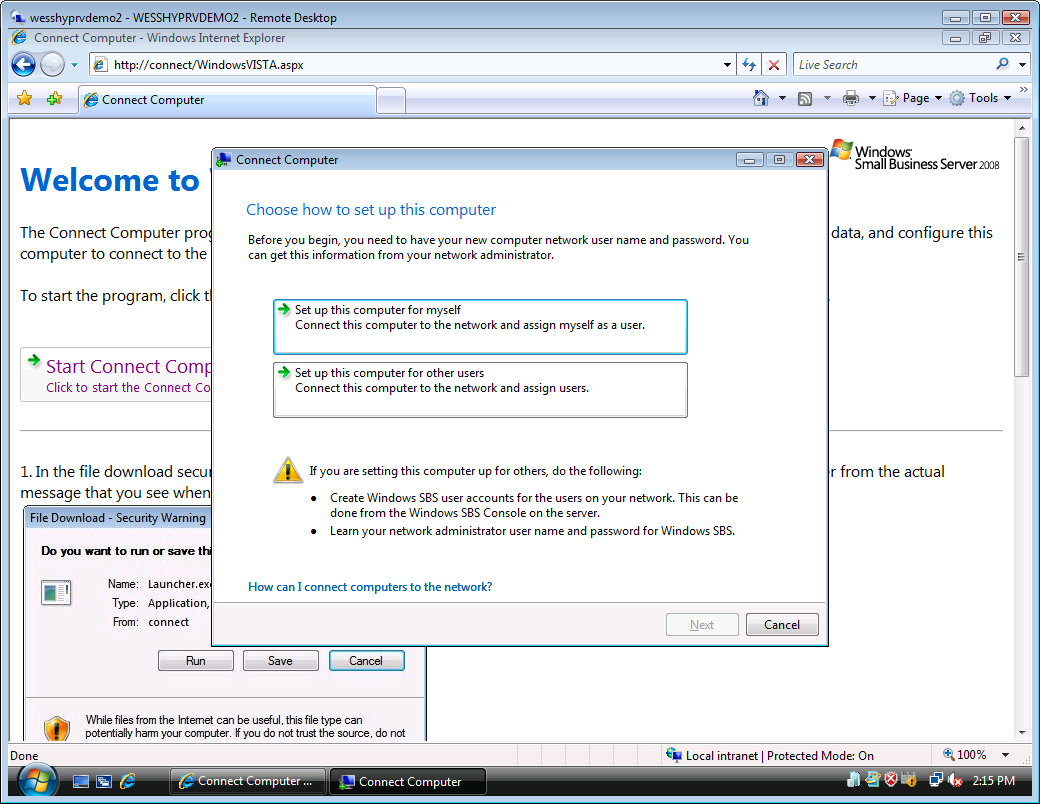 wesshyprvdemo2 - WESSHYPRVDEMO2 - Remote Desktop
Connect Computer - Windows Internet Explorer
http://connect/WindowsVISTA.aspx
Live Search
Connect Computer
Page
Tools
Windows
Small Business Server 2008
Welcome to
Connect Computer
Choose how to set up this computer
Before you begin, you need to have your new computer network user name and password. You
can get this information from your network administrator.
The Connect Computer pro
data, and configure this
computer to connect to the
To start the program, click
Set up this computer for myself
Connect this computer to the network and assign myself as a user.
Start Connect Comp
Click to start the Connect Co
Set up this computer for other users
Connect this computer to the network and assign users.
If you are setting this computer up for others, do the following:
• Create Windows SBS user accounts for the users on your network. This can be
done from the Windows SBS Console on the server.
• Learn your network administrator user name and password for Windows SBS.
How can I connect computers to the network?
Next
Cancel
1. In the file download secu
r from the actual
message that you see when
File Download - Security Warning
Do you want to run or save thi
Name: Launcher.exe
Type: Application,
From: connect
Run
Save
Cancel
While files from the Internet can be useful, this file type can
potentially harm your computer. If you do not trust the source, do not
Done
Local intranet | Protected Mode: On
100%
Connect Computer ...
Connect Computer
2:15 PM